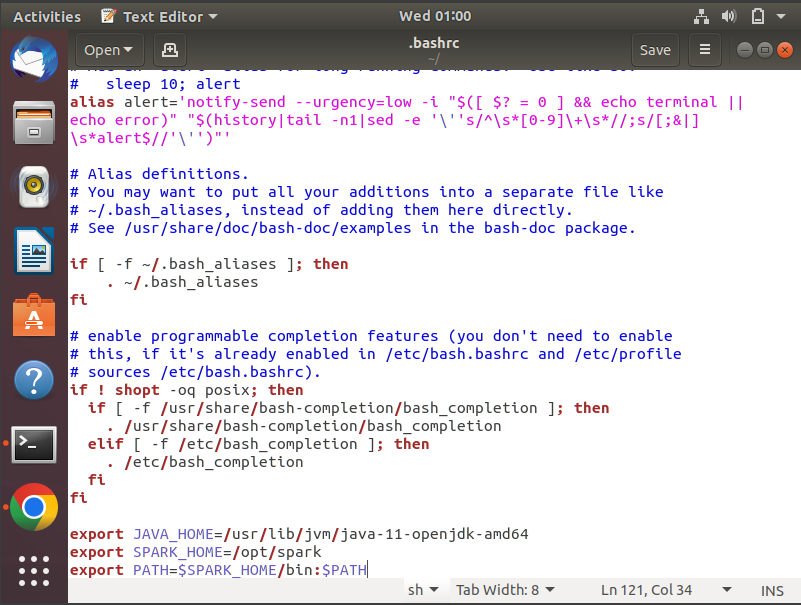 Activities Text Editor Wed 01:00
Open .bashrc Save
~/
#   sleep 10; alert
alias alert='notify-send --urgency=low -i "$([ $? = 0 ] && echo terminal ||
echo error)" "$(history|tail -n1|sed -e '\''s/^\s*[0-9]\+\s*//;s/[;&|]
\s*alert$//'\'')"'

# Alias definitions.
# You may want to put all your additions into a separate file like
# ~/.bash_aliases, instead of adding them here directly.
# See /usr/share/doc/bash-doc/examples in the bash-doc package.

if [ -f ~/.bash_aliases ]; then
    . ~/.bash_aliases
fi

# enable programmable completion features (you don't need to enable
# this, if it's already enabled in /etc/bash.bashrc and /etc/profile
# sources /etc/bash.bashrc).
if ! shopt -oq posix; then
  if [ -f /usr/share/bash-completion/bash_completion ]; then
    . /usr/share/bash-completion/bash_completion
  elif [ -f /etc/bash_completion ]; then
    . /etc/bash_completion
  fi
fi

export JAVA_HOME=/usr/lib/jvm/java-11-openjdk-amd64
export SPARK_HOME=/opt/spark
export PATH=$SPARK_HOME/bin:$PATH
sh Tab Width: 8 Ln 121, Col 34 INS